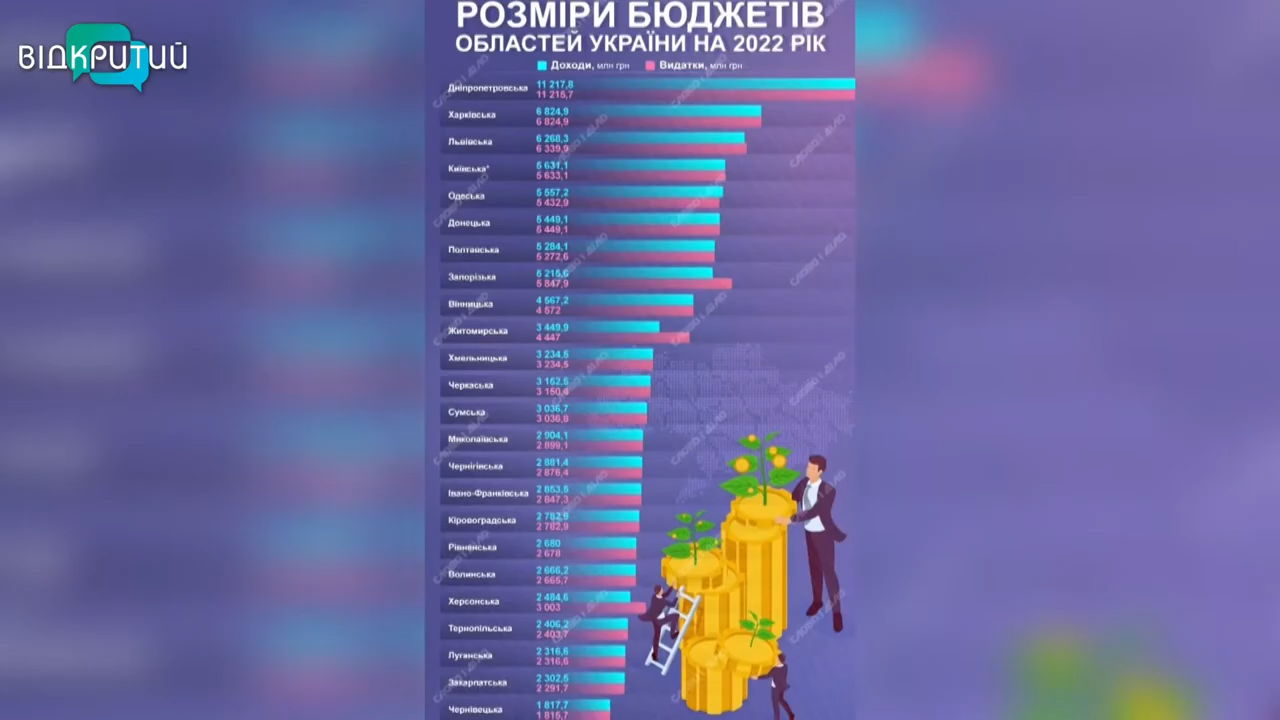 ВІДКРИТИЙ
РОЗМІРИ БЮДЖЕТІВ
ОБЛАСТЕЙ УКРАЇНИ НА 2022 РІК
Доходи, млн грн Видатки, млн грн
Дніпропетровська 11 217,8
11 215,7
Харківська 6 824,9
6 824,9
Львівська 6 268,3
6 339,9
Київська* 5 631,1
5 633,1
Одеська 5 557,2
5 432,9
Донецька 5 449,1
5 449,1
Полтавська 5 284,1
5 272,6
Запорізька 5 215,6
5 847,9
Вінницька 4 567,2
4 572
Житомирська 3 449,9
4 447
Хмельницька 3 234,5
3 234,5
Черкаська 3 162,5
3 150,4
Сумська 3 036,7
3 036,8
Миколаївська 2 904,1
2 899,1
Чернігівська 2 881,4
2 876,4
Івано-Франківська 2 853,5
2 847,3
Кіровоградська 2 782,9
2 782,9
Рівненська 2 680
2 678
Волинська 2 666,2
2 665,7
Херсонська 2 484,6
3 003
Тернопільська 2 406,2
2 403,7
Луганська 2 316,6
2 316,6
Закарпатська 2 302,5
2 291,7
Чернівецька 1 817,7
1 815,7